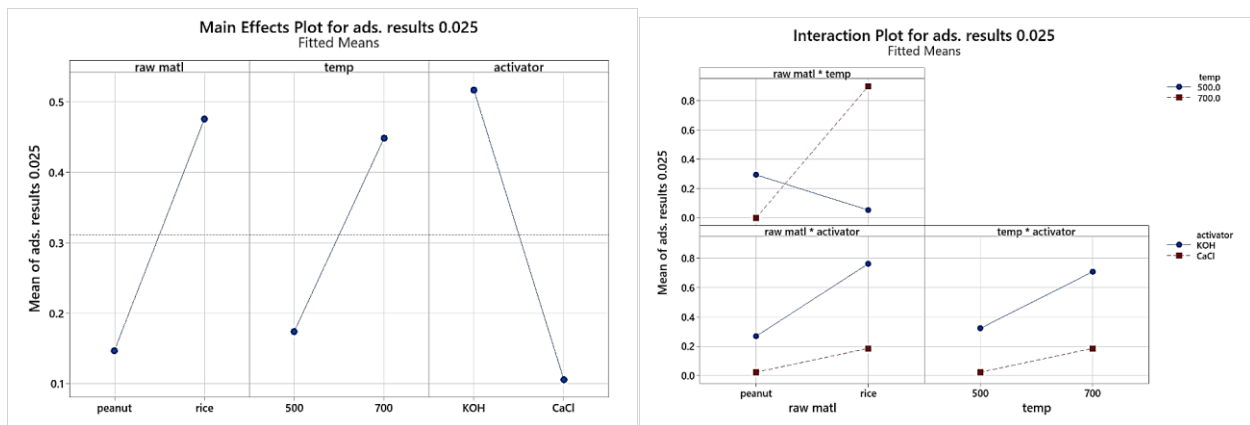 Main Effects Plot for ads. results 0.025
Fitted Means
raw matl temp activator
Mean of ads. results 0.025
0.5
0.4
0.3
0.2
0.1
peanut rice 500 700 KOH CaCl
Interaction Plot for ads. results 0.025
Fitted Means
raw matl * temp
temp
500.0
700.0
0.8
0.6
0.4
0.2
0.0
Mean of ads. results 0.025
raw matl * activator temp * activator
activator
KOH
CaCl
0.8
0.6
0.4
0.2
0.0
peanut rice 500 700
raw matl temp